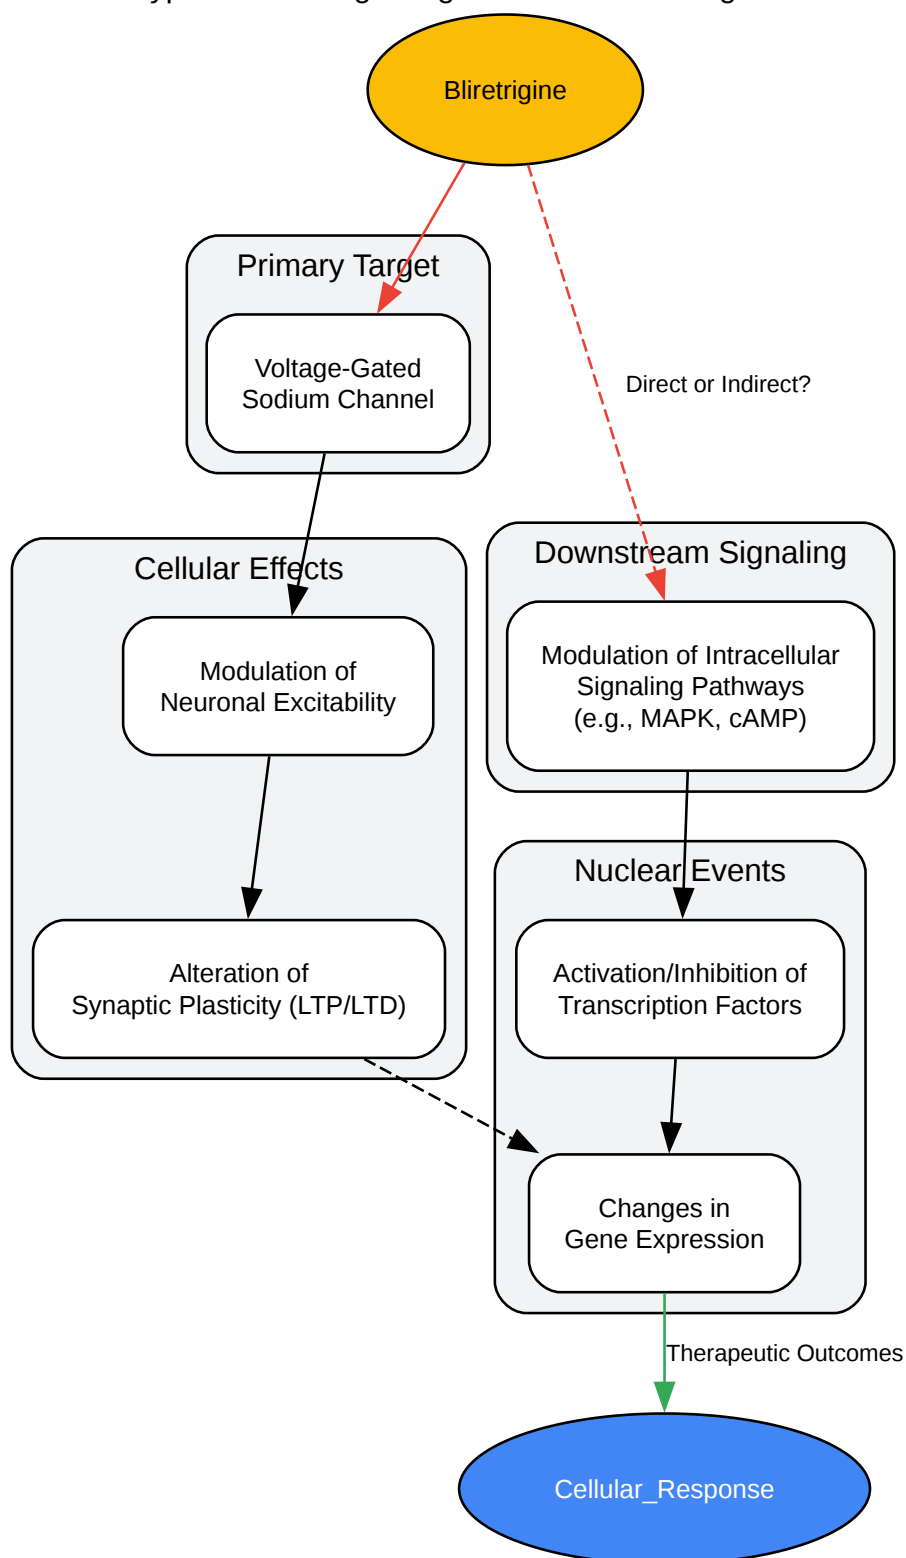 Bliretrigine
Primary Target
Voltage-Gated
Sodium Channel
Direct or Indirect?
Cellular Effects
Downstream Signaling
Modulation of
Neuronal Excitability
Modulation of Intracellular
Signaling Pathways
(e.g., MAPK, cAMP)
Nuclear Events
Alteration of
Synaptic Plasticity (LTP/LTD)
Activation/Inhibition of
Transcription Factors
Changes in
Gene Expression
Therapeutic Outcomes
Cellular_Response